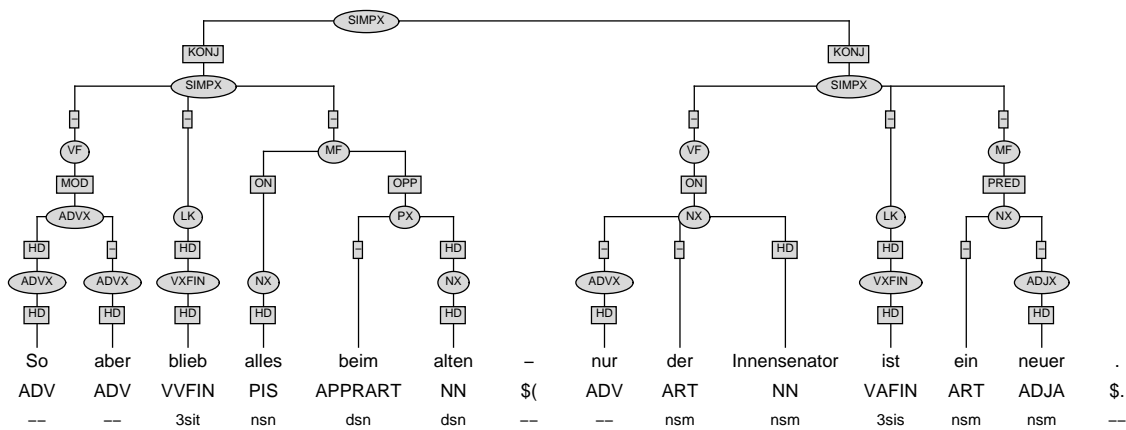 SIMPX
KONJ KONJ
SIMPX SIMPX
– – – – – –
VF MF VF MF
MOD ON OPP ON PRED
ADVX LK PX NX LK NX
HD – HD – HD – – HD HD – –
ADVX ADVX VXFIN NX NX ADVX VXFIN ADJX
HD HD HD HD HD HD HD HD
So aber blieb alles beim alten – nur der Innensenator ist ein neuer .
ADV ADV VVFIN PIS APPRART NN $( ADV ART NN VAFIN ART ADJA $.
–– –– 3sit nsn dsn dsn –– –– nsm nsm 3sis nsm nsm ––